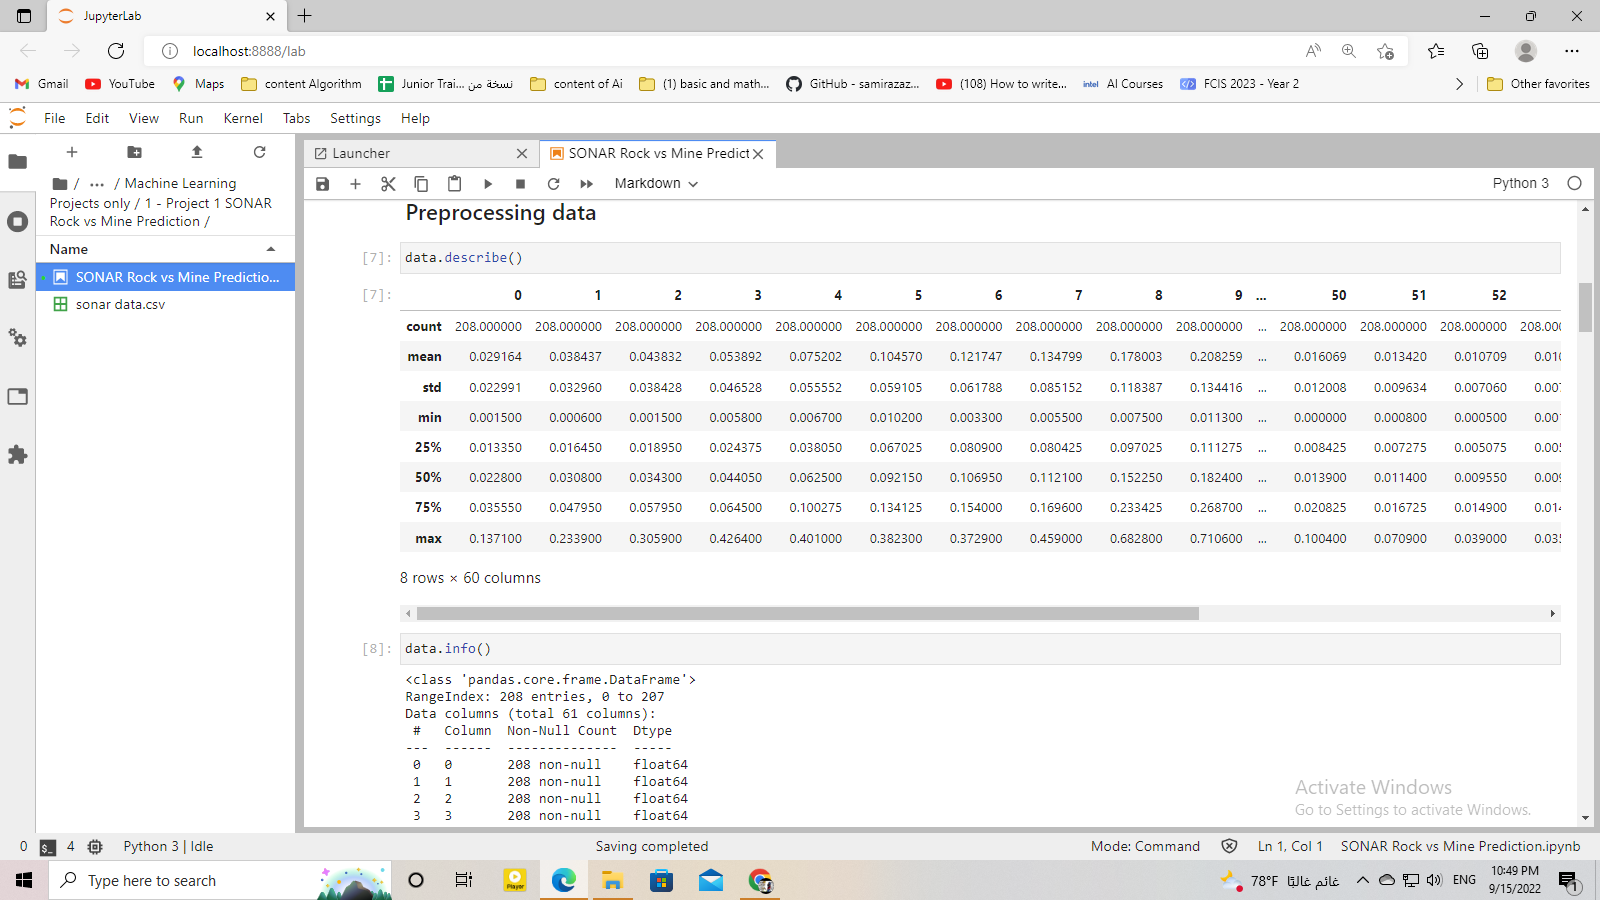 JupyterLab
localhost:8888/lab
Gmail YouTube Maps content Algorithm Junior Trai... نسخة من content of Ai (1) basic and math... GitHub - samirazaz... (108) How to write... intel AI Courses FCIS 2023 - Year 2 Other favorites
File Edit View Run Kernel Tabs Settings Help
Launcher SONAR Rock vs Mine Predict
Markdown Python 3
/ ... / Machine Learning
Projects only / 1 - Project 1 SONAR
Rock vs Mine Prediction /
Name
SONAR Rock vs Mine Predictio...
sonar data.csv
Preprocessing data
[7]: data.describe()
[7]: 0 1 2 3 4 5 6 7 8 9 ... 50 51 52
count 208.000000 208.000000 208.000000 208.000000 208.000000 208.000000 208.000000 208.000000 208.000000 208.000000 ... 208.000000 208.000000 208.000000 208.00
mean 0.029164 0.038437 0.043832 0.053892 0.075202 0.104570 0.121747 0.134799 0.178003 0.208259 ... 0.016069 0.013420 0.010709 0.01
std 0.022991 0.032960 0.038428 0.046528 0.055552 0.059105 0.061788 0.085152 0.118387 0.134416 ... 0.012008 0.009634 0.007060 0.00
min 0.001500 0.000600 0.001500 0.005800 0.006700 0.010200 0.003300 0.005500 0.007500 0.011300 ... 0.000000 0.000800 0.000500 0.00
25% 0.013350 0.016450 0.018950 0.024375 0.038050 0.067025 0.080900 0.080425 0.097025 0.111275 ... 0.008425 0.007275 0.005075 0.00
50% 0.022800 0.030800 0.034300 0.044050 0.062500 0.092150 0.106950 0.112100 0.152250 0.182400 ... 0.013900 0.011400 0.009550 0.00
75% 0.035550 0.047950 0.057950 0.064500 0.100275 0.134125 0.154000 0.169600 0.233425 0.268700 ... 0.020825 0.016725 0.014900 0.01
max 0.137100 0.233900 0.305900 0.426400 0.401000 0.382300 0.372900 0.459000 0.682800 0.710600 ... 0.100400 0.070900 0.039000 0.03
8 rows × 60 columns
[8]: data.info()
<class 'pandas.core.frame.DataFrame'>
RangeIndex: 208 entries, 0 to 207
Data columns (total 61 columns):
# Column Non-Null Count Dtype
--- ------ -------------- -----
0 0 208 non-null float64
1 1 208 non-null float64
2 2 208 non-null float64
3 3 208 non-null float64
Activate Windows
Go to Settings to activate Windows.
0 4 Python 3 | Idle Saving completed Mode: Command Ln 1, Col 1 SONAR Rock vs Mine Prediction.ipynb
Type here to search Player 78°F غائم غالبًا ENG 10:49 PM
9/15/2022 1